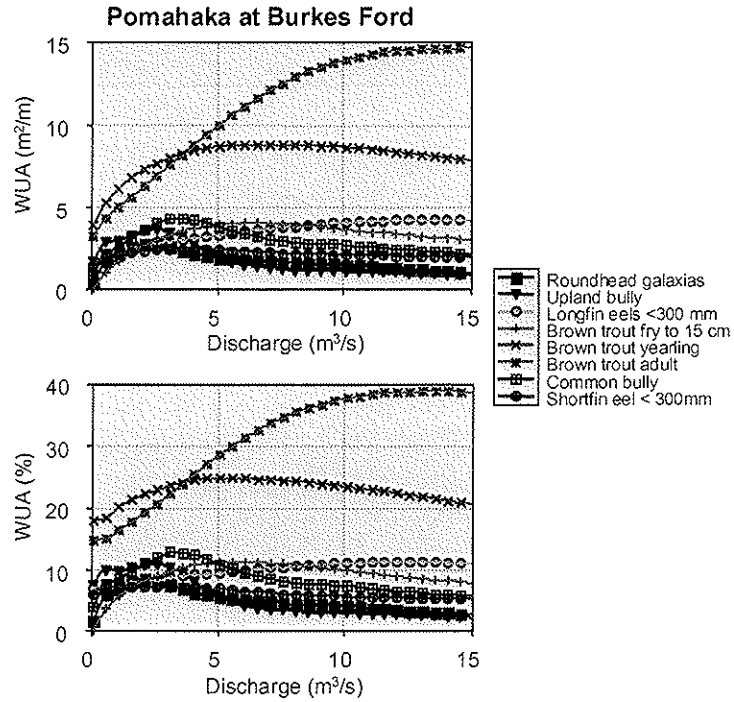 Pomahaka at Burkes Ford
15
10
5
0
WUA (m²/m)
0 5 10 15
Discharge (m³/s)
Roundhead galaxias
Upland bully
Longfin eels <300 mm
Brown trout fry to 15 cm
Brown trout yearling
Brown trout adult
Common bully
Shortfin eel < 300mm
40
30
20
10
0
WUA (%)
0 5 10 15
Discharge (m³/s)